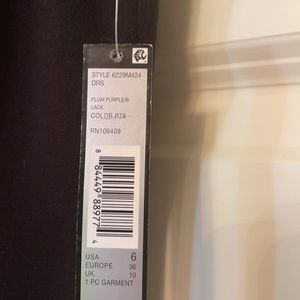 STYLE 6229M424
DRS
PLUM PURPLE/B
LACK
COLOR P78
RN106409
8 84449 88977 4
USA 6
EUROPE 36
UK 10
1 PC GARMENT